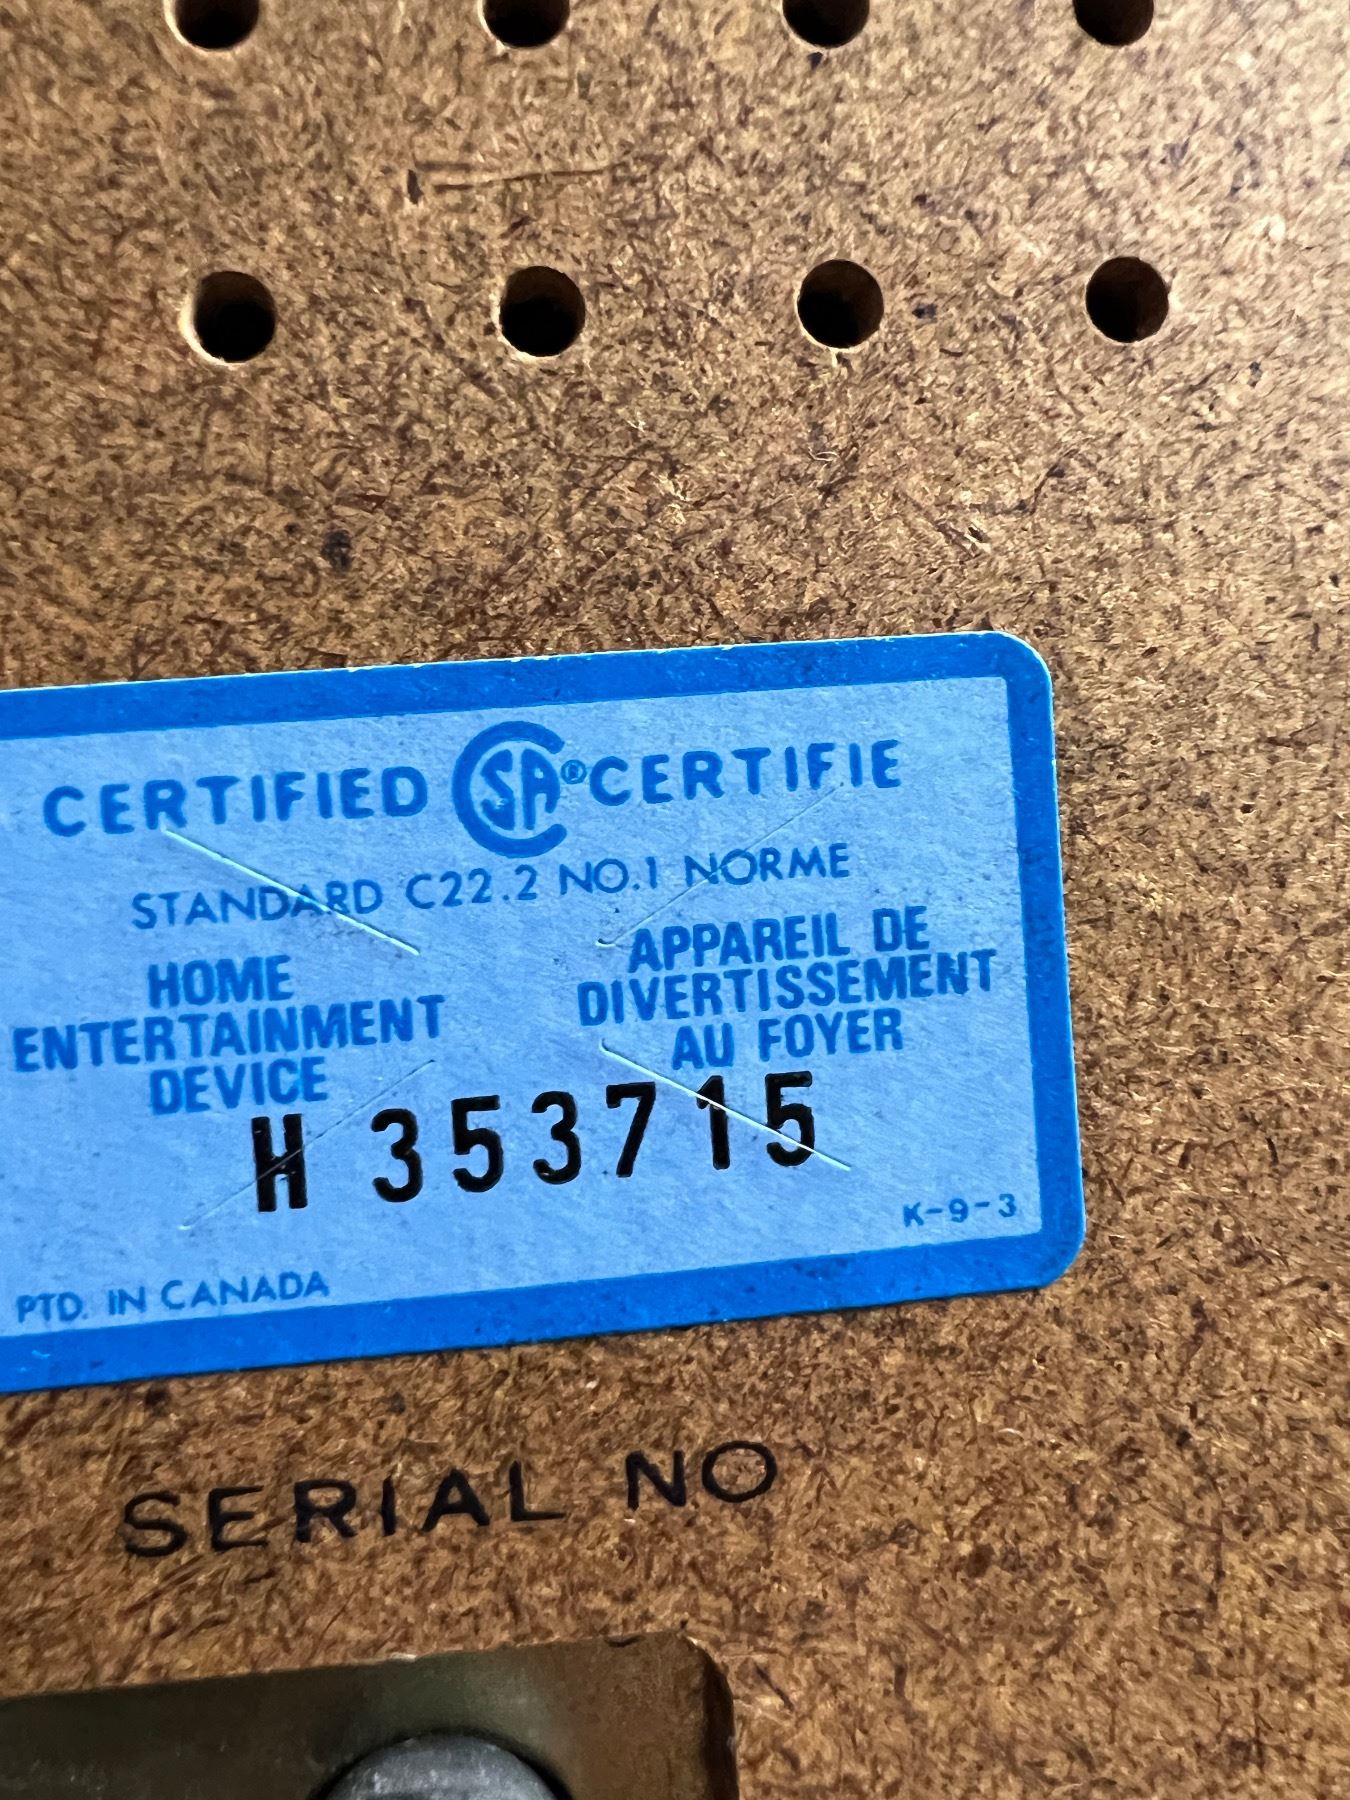 CERTIFIED CSA® CERTIFIE
STANDARD C22.2 NO.1 NORME
HOME
ENTERTAINMENT
DEVICE
APPAREIL DE
DIVERTISSEMENT
AU FOYER
H 353715
K-9-3
PTD. IN CANADA
SERIAL NO